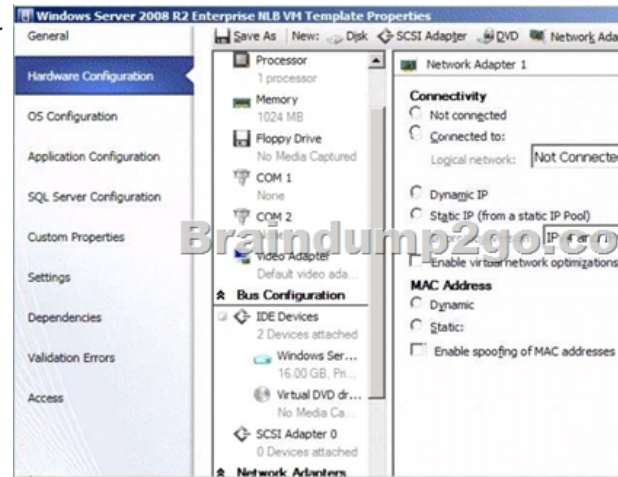 Windows Server 2008 R2 Enterprise NLB VM Template Properties
General
Hardware Configuration
OS Configuration
Application Configuration
SQL Server Configuration
Custom Properties
Settings
Dependencies
Validation Errors
Access
Save As New: Disk SCSI Adapter DVD Network Ada
Processor
1 processor
Memory
1024 MB
Floppy Drive
No Media Captured
COM 1
None
COM 2
Video Adapter
Default video ada...
Bus Configuration
IDE Devices
2 Devices attached
Windows Ser...
16.00 GB, Pri...
Virtual DVD dr...
No Media Ca...
SCSI Adapter 0
0 Devices attached
Network Adapters
Network Adapter 1
Connectivity
Not connected
Connected to:
Logical network: Not Connected
Dynamic IP
Static IP (from a static IP Pool)
Enable virtual network optimizations
MAC Address
Dynamic
Static:
Enable spoofing of MAC addresses
Braindump2go.co